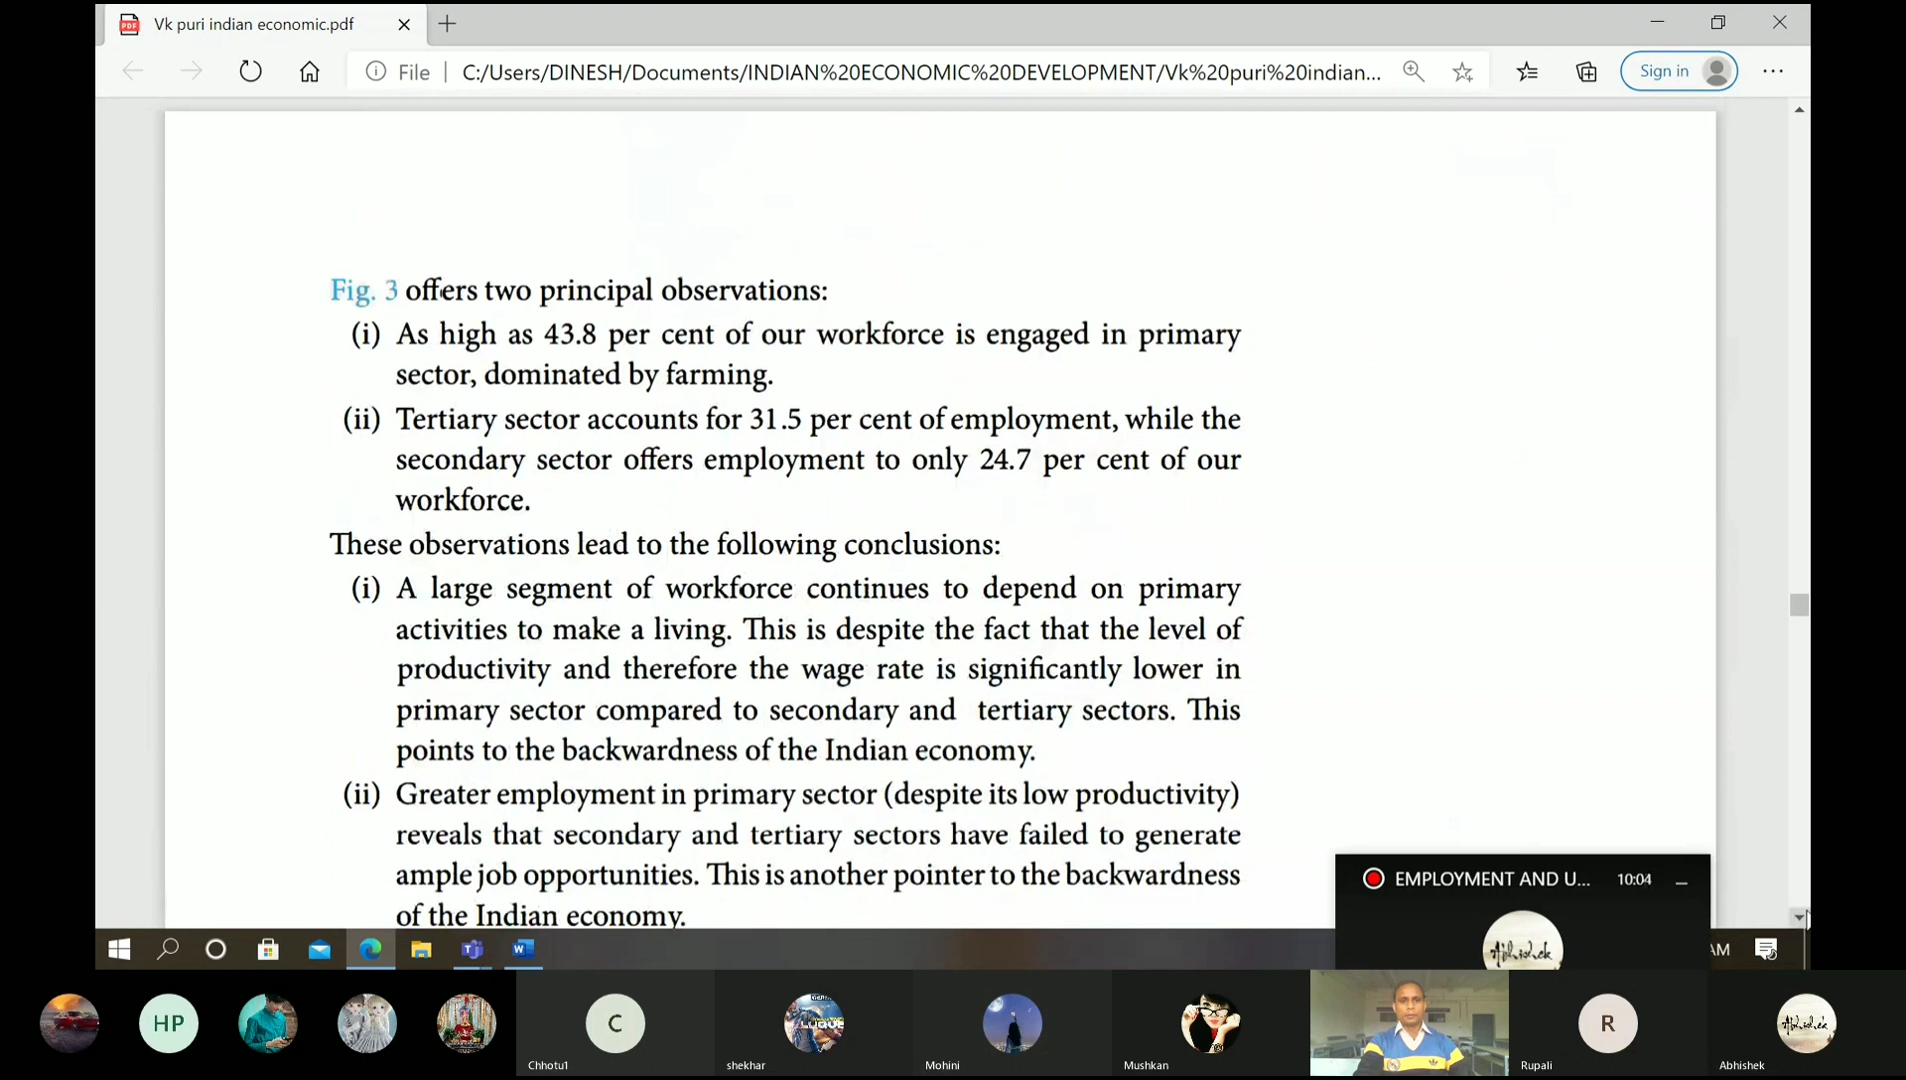 Vk puri indian economic.pdf
File
C:/Users/DINESH/Documents/INDIAN%20ECONOMIC%20DEVELOPMENT/Vk%20puri%20indian...
Sign in
Fig. 3 offers two principal observations:
(i) As high as 43.8 per cent of our workforce is engaged in primary
sector, dominated by farming.
(ii) Tertiary sector accounts for 31.5 per cent of employment, while the
secondary sector offers employment to only 24.7 per cent of our
workforce.
These observations lead to the following conclusions:
(i) A large segment of workforce continues to depend on primary
activities to make a living. This is despite the fact that the level of
productivity and therefore the wage rate is significantly lower in
primary sector compared to secondary and tertiary sectors. This
points to the backwardness of the Indian economy.
(ii) Greater employment in primary sector (despite its low productivity)
reveals that secondary and tertiary sectors have failed to generate
ample job opportunities. This is another pointer to the backwardness
of the Indian economy.
EMPLOYMENT AND U... 10:04
Abhishek
AM
HP
C
R
Abhishek
Chhotu1
shekhar
Mohini
Mushkan
Rupali
Abhishek